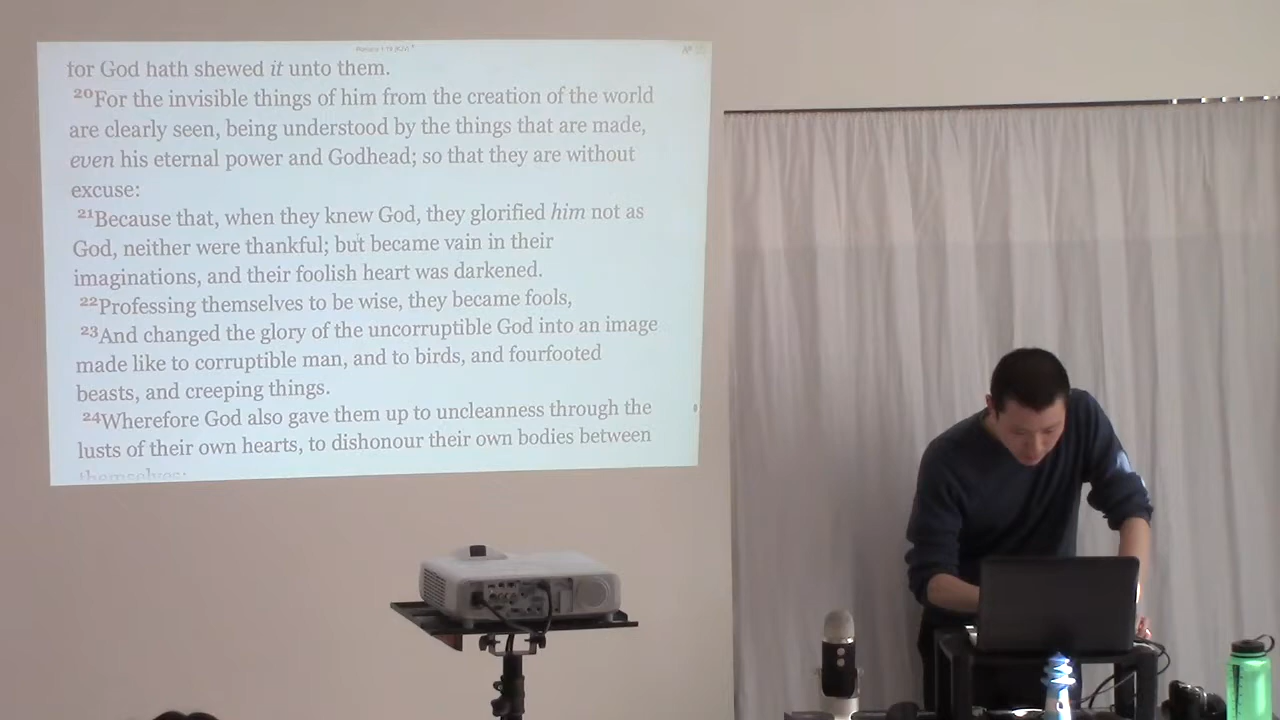 for God hath shewed it unto them.
20For the invisible things of him from the creation of the world
are clearly seen, being understood by the things that are made,
even his eternal power and Godhead; so that they are without
excuse:
21Because that, when they knew God, they glorified him not as
God, neither were thankful; but became vain in their
imaginations, and their foolish heart was darkened.
22Professing themselves to be wise, they became fools,
23And changed the glory of the uncorruptible God into an image
made like to corruptible man, and to birds, and fourfooted
beasts, and creeping things.
24Wherefore God also gave them up to uncleanness through the
lusts of their own hearts, to dishonour their own bodies between
themselves: